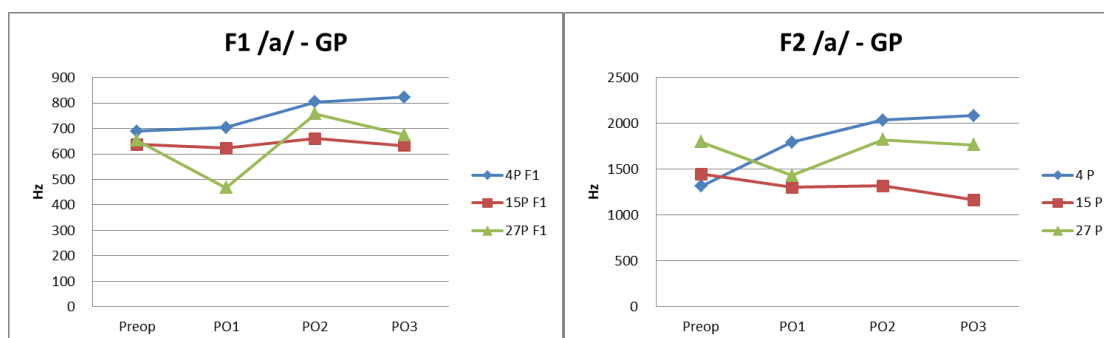 F1 /a/ - GP
900
800
700
600
500
400
300
200
100
0
Hz
Preop PO1 PO2 PO3
4P F1
15P F1
27P F1
F2 /a/ - GP
2500
2000
1500
1000
500
0
Hz
Preop PO1 PO2 PO3
4 P
15 P
27 P